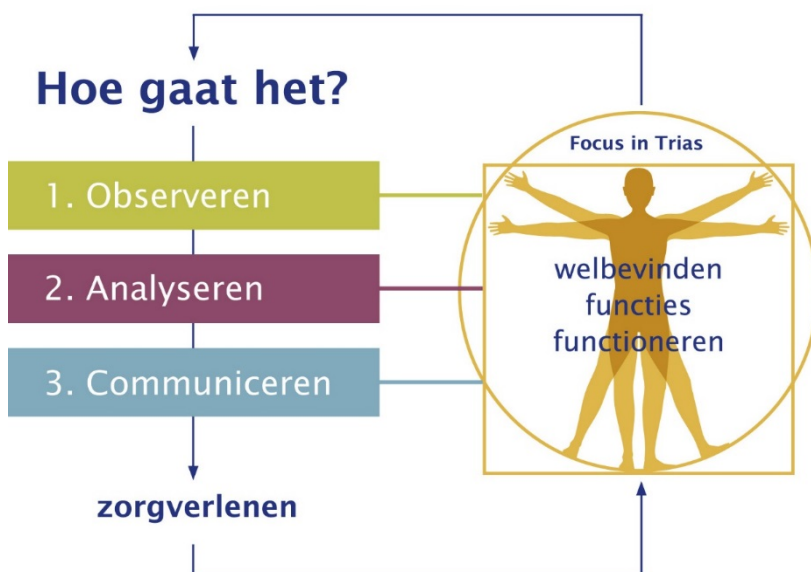 Hoe gaat het?
1. Observeren
2. Analyseren
3. Communiceren
zorgverlenen
Focus in Trias
welbevinden
functies
functioneren